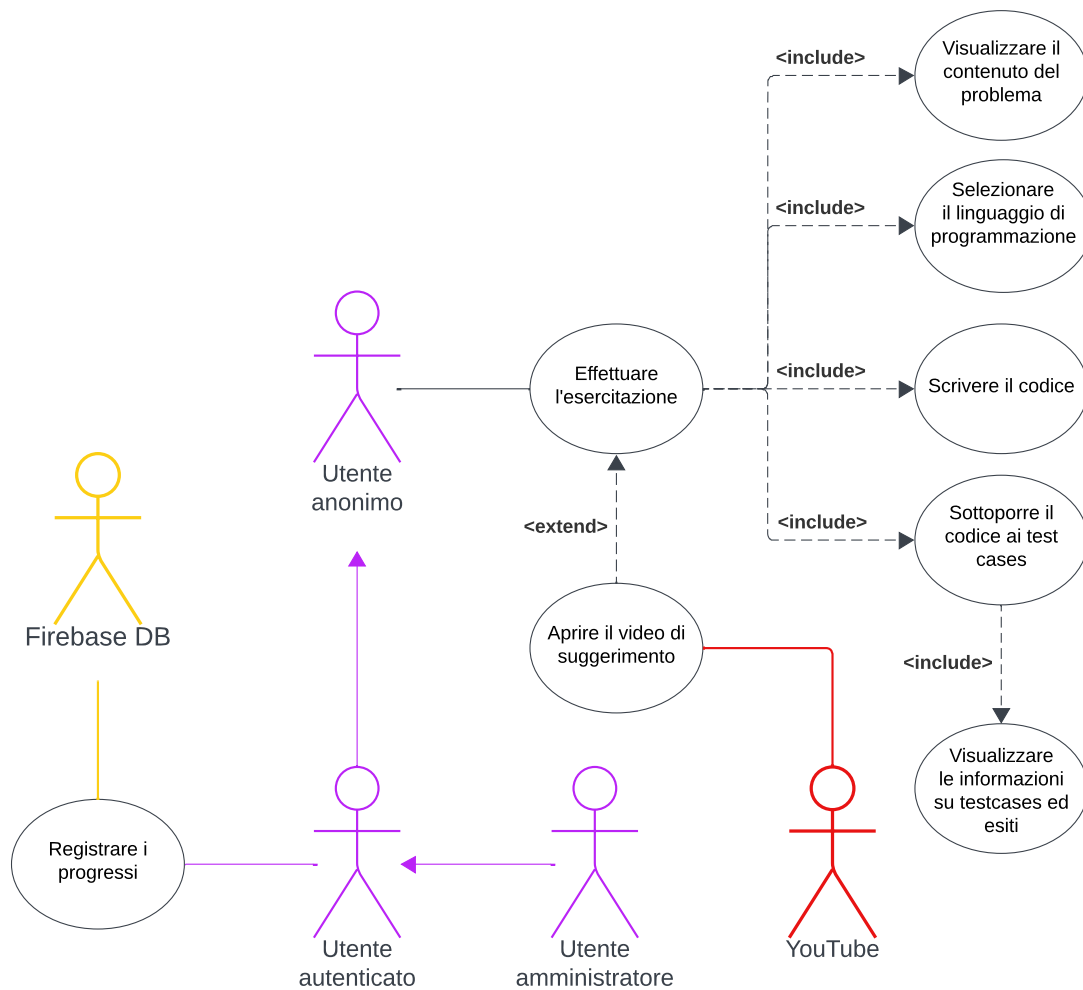 <include>
Visualizzare il
contenuto del
problema
<include>
Selezionare
il linguaggio di
programmazione
Effettuare
l'esercitazione
<include>
Scrivere il codice
Utente
anonimo
<extend>
<include>
Sottoporre il
codice ai test
cases
Firebase DB
Aprire il video di
suggerimento
<include>
Visualizzare
le informazioni
su testcases ed
esiti
Registrare i
progressi
Utente
autenticato
Utente
amministratore
YouTube